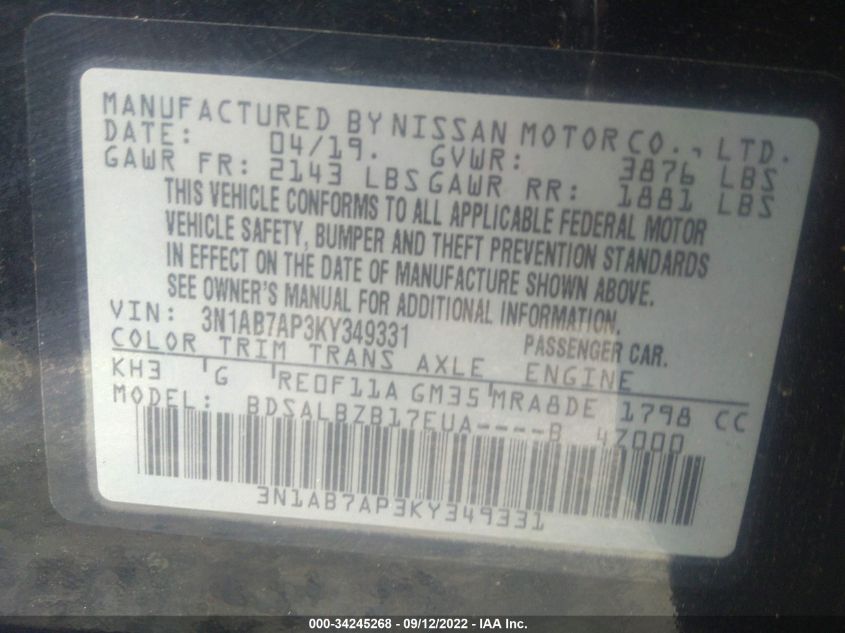 MANUFACTURED BY NISSAN MOTOR CO., LTD.
DATE: 04/19. GVWR: 3876 LBS
GAWR FR: 2143 LBS GAWR RR: 1881 LBS
THIS VEHICLE CONFORMS TO ALL APPLICABLE FEDERAL MOTOR
VEHICLE SAFETY, BUMPER AND THEFT PREVENTION STANDARDS
IN EFFECT ON THE DATE OF MANUFACTURE SHOWN ABOVE.
SEE OWNER'S MANUAL FOR ADDITIONAL INFORMATION.
VIN: 3N1AB7AP3KY349331 PASSENGER CAR.
COLOR TRIM TRANS AXLE ENGINE
KH3 G RE0F11A GM35 MRA8DE 1798 CC
MODEL: BDSALBZB17EUA----B 4Z000
3N1AB7AP3KY349331
000-34245268 - 09/12/2022 - IAA Inc.